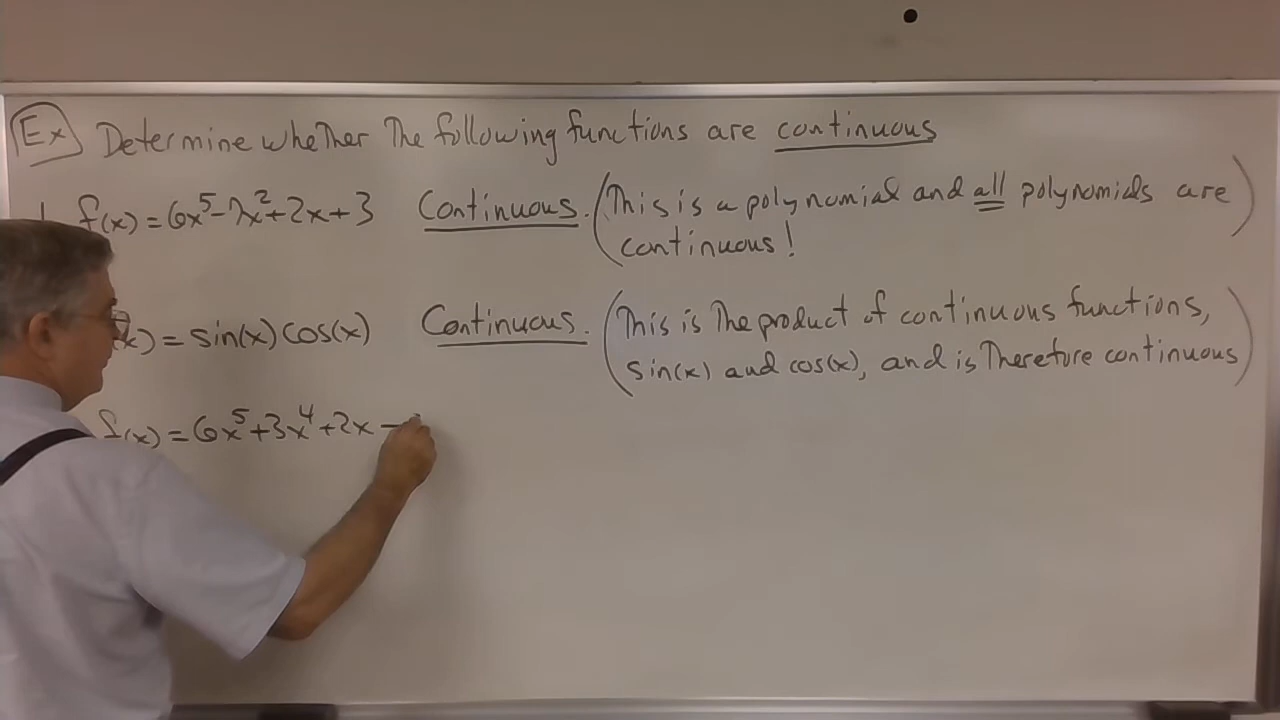 Ex Determine whether The following functions are continuous
f(x) = 6x⁵ - 7x² + 2x + 3 Continuous. (This is a polynomial and all polynomials are
continuous!)
(x) = sin(x) cos(x) Continuous. (This is The product of continuous functions,
sin(x) and cos(x), and is Therefore continuous)
f(x) = 6x⁵ + 3x⁴ + 2x -